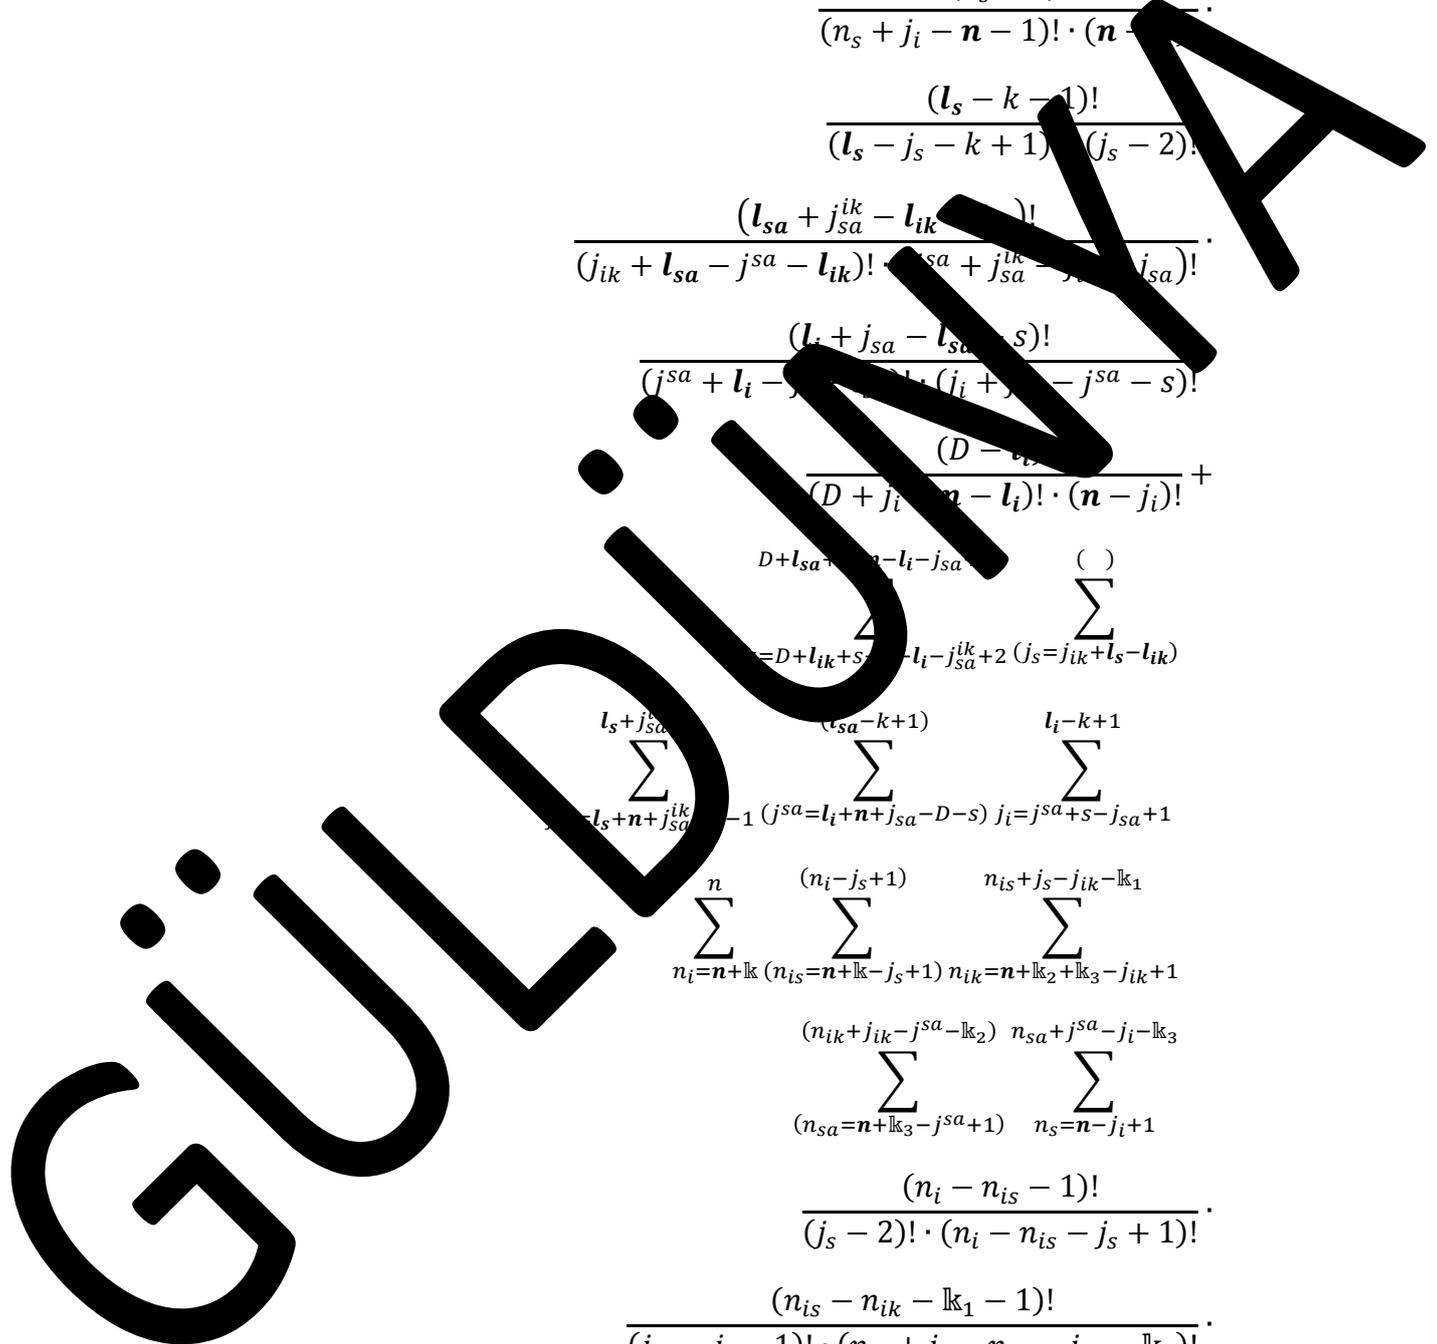 (n_s + j_i − n − 1)! · (n −
(l_s − k − 1)!
(l_s − j_s − k + 1) (j_s − 2)!
(l_sa + j_sa^ik − l_ik )!
(j_ik + l_sa − j^sa − l_ik)! · j^sa + j_sa^ik − j_sa)!
·
(l_i + j_sa − l_sa − s)!
(j^sa + l_i − )! · (j_i + − j^sa − s)!
(D − l_i)
(D + j_i n − l_i)! · (n − j_i)!
+
D+l_sa+ n−l_i−j_sa ( )
∑ ∑
=D+l_ik+s− −l_i−j_sa^ik+2 (j_s=j_ik+l_s−l_ik)
l_s+j_sa (l_sa−k+1) l_i−k+1
∑ ∑ ∑
=l_s+n+j_sa^ik −1 (j^sa=l_i+n+j_sa−D−s) j_i=j^sa+s−j_sa+1
n (n_i−j_s+1) n_is+j_s−j_ik−𝕜_1
∑ ∑ ∑
n_i=n+𝕜 (n_is=n+𝕜−j_s+1) n_ik=n+𝕜_2+𝕜_3−j_ik+1
(n_ik+j_ik−j^sa−𝕜_2) n_sa+j^sa−j_i−𝕜_3
∑ ∑
(n_sa=n+𝕜_3−j^sa+1) n_s=n−j_i+1
(n_i − n_is − 1)!
(j_s − 2)! · (n_i − n_is − j_s + 1)!
·
(n_is − n_ik − 𝕜_1 − 1)!
·
GÜLDÜNYA